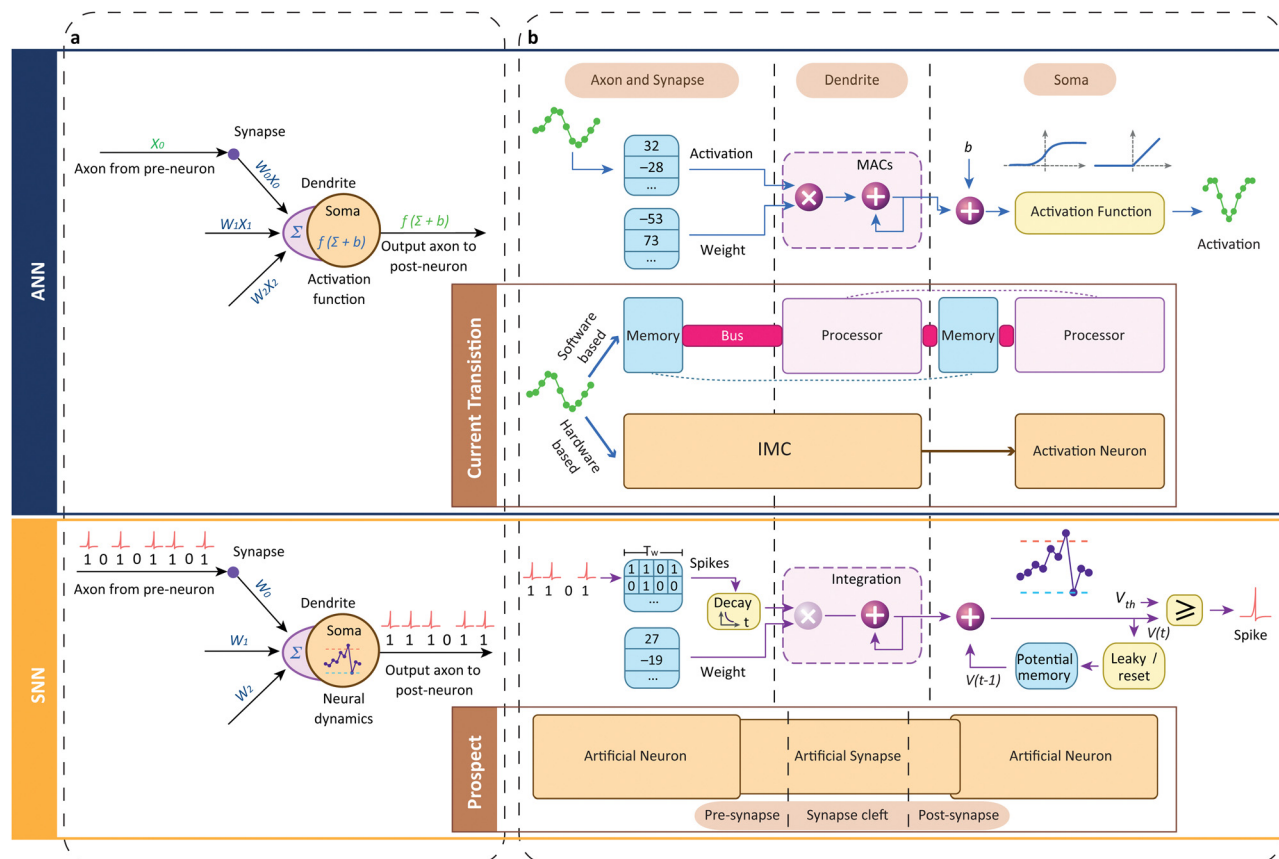 a
b
ANN
X₀
Axon from pre-neuron
Synapse
W₀X₀
W₁X₁
W₂X₂
Dendrite
Soma
Σ
f (Σ + b)
Activation
function
f (Σ + b)
Output axon to
post-neuron
Axon and Synapse
Dendrite
Soma
32
−28
...
Activation
−53
73
...
Weight
MACs
×
+
b
+
Activation Function
Activation
Current Transistion
Software
based
Hardware
based
Memory
Bus
Processor
Memory
Processor
IMC
Activation Neuron
SNN
1 0 1 0 1 1 0 1
Axon from pre-neuron
Synapse
W₀
W₁
W₂
Dendrite
Soma
Σ
Neural
dynamics
1 1 1 0 1 1
Output axon to
post-neuron
1 1 0 1
Tw
1 1 0 1
0 1 0 0
...
Spikes
Decay
t
27
−19
...
Weight
Integration
×
+
+
Vth
V(t)
≥
Spike
V(t-1)
Potential
memory
Leaky /
reset
Prospect
Artificial Neuron
Artificial Synapse
Artificial Neuron
Pre-synapse
Synapse cleft
Post-synapse